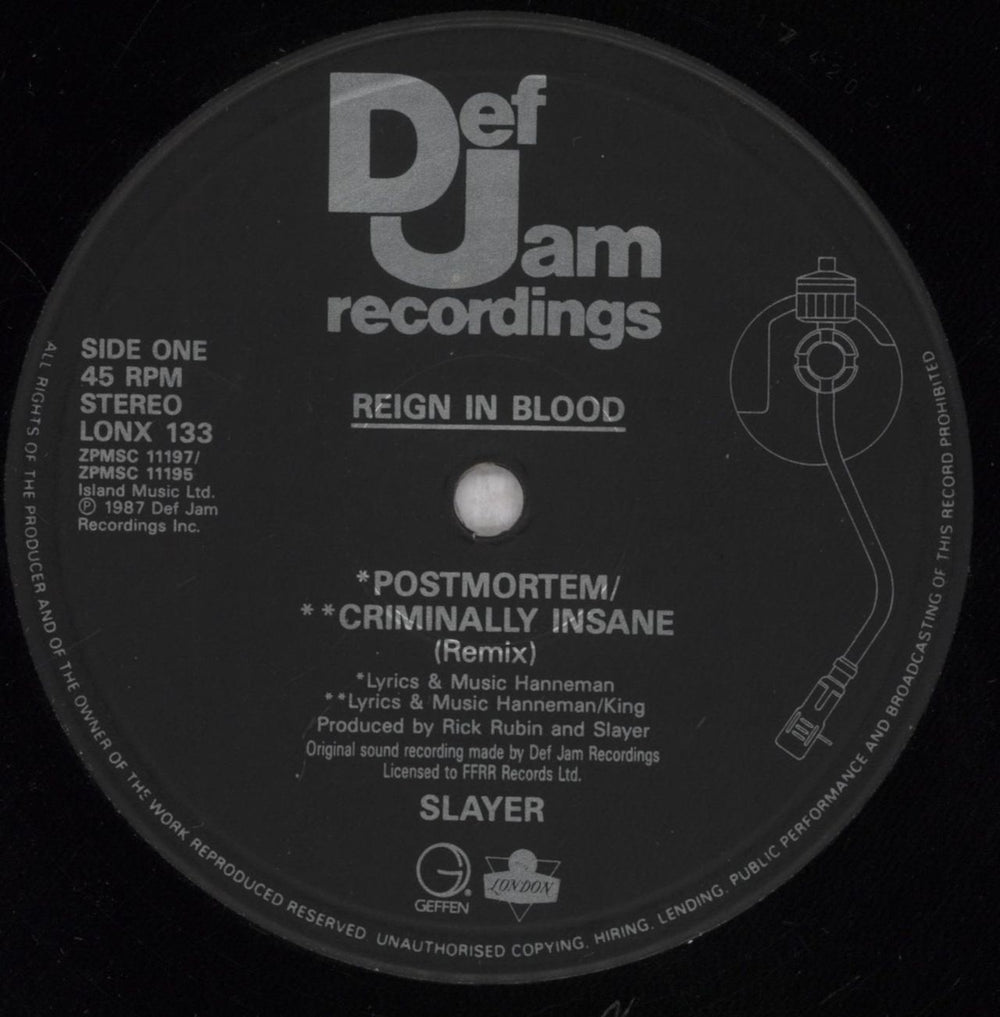 Def
Jam
recordings
SIDE ONE
45 RPM
STEREO
LONX 133
ZPMSC 11197/
ZPMSC 11195
Island Music Ltd.
℗ 1987 Def Jam
Recordings Inc.
REIGN IN BLOOD
*POSTMORTEM/
**CRIMINALLY INSANE
(Remix)
*Lyrics & Music Hanneman
**Lyrics & Music Hanneman/King
Produced by Rick Rubin and Slayer
Original sound recording made by Def Jam Recordings
Licensed to FFRR Records Ltd.
SLAYER
G®
GEFFEN
LONDON
ALL RIGHTS OF THE PRODUCER AND OF THE OWNER OF THE WORK REPRODUCED RESERVED UNAUTHORISED COPYING. HIRING. LENDING. PUBLIC PERFORMANCE AND BROADCASTING OF THIS RECORD PROHIBITED